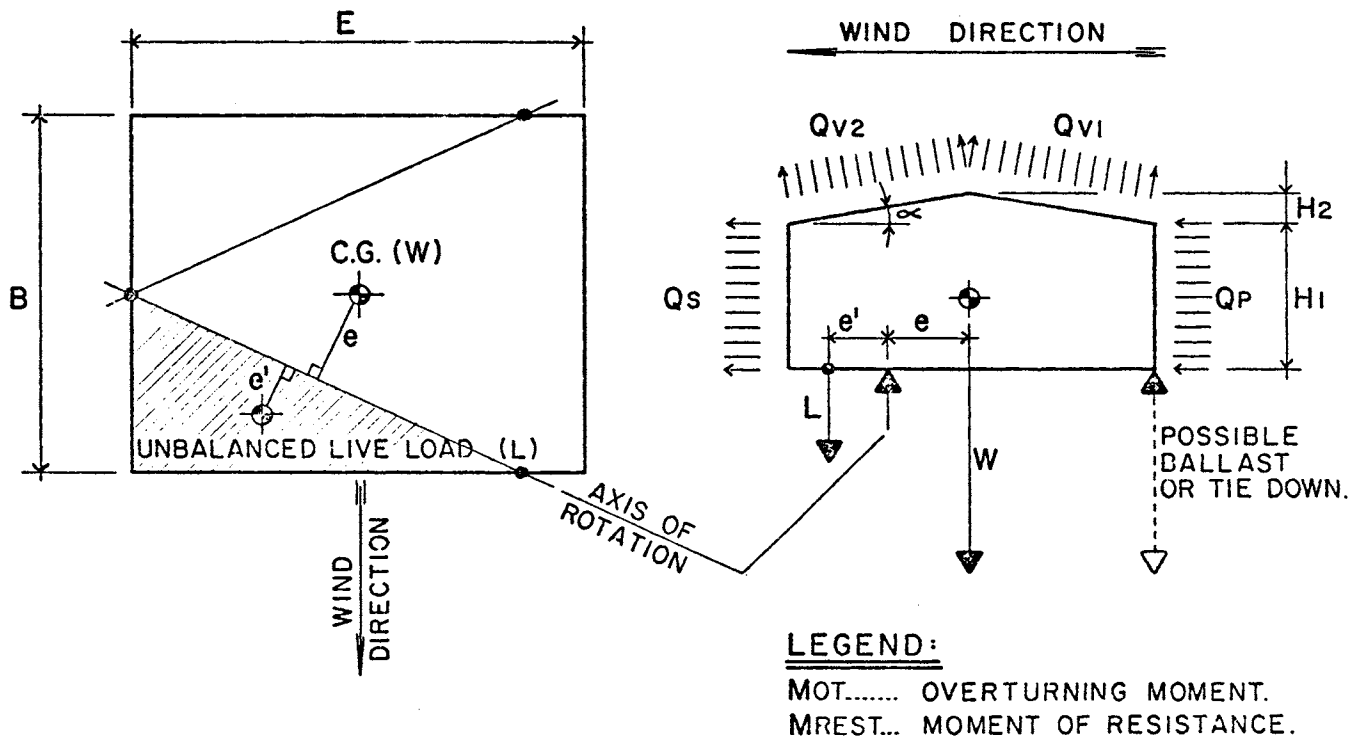 E
B
C.G. (W)
e
e'
UNBALANCED LIVE LOAD (L)
AXIS OF
ROTATION
WIND
DIRECTION
WIND DIRECTION
QV2
QV1
α
H2
QS
QP
H1
e'
e
L
W
POSSIBLE
BALLAST
OR TIE DOWN.
LEGEND:
MOT....... OVERTURNING MOMENT.
MREST... MOMENT OF RESISTANCE.